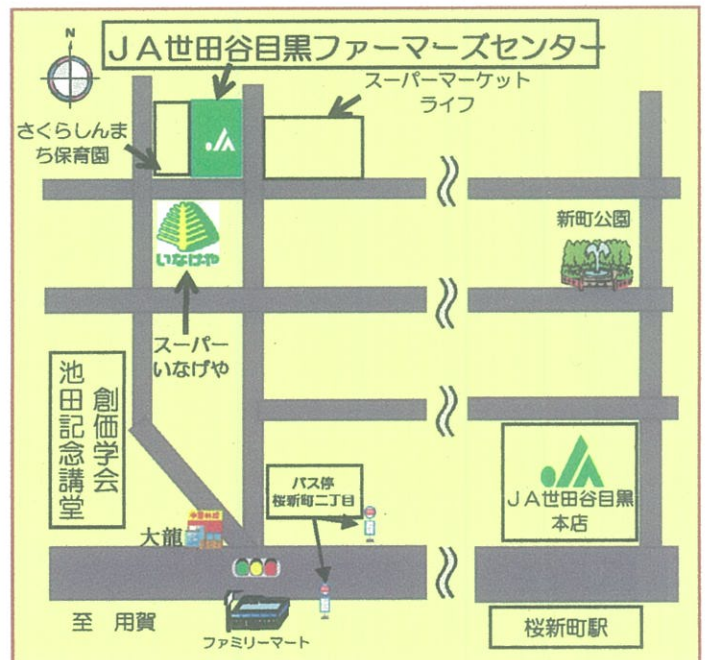 N
JA世田谷目黒ファーマーズセンター
スーパーマーケット
ライフ
さくらしんま
ち保育園
JA
いなげや
新町公園
スーパー
いなげや
創価学会
池田記念講堂
バス停
桜新町二丁目
JA
JA世田谷目黒
本店
大龍
至 用賀
ファミリーマート
桜新町駅